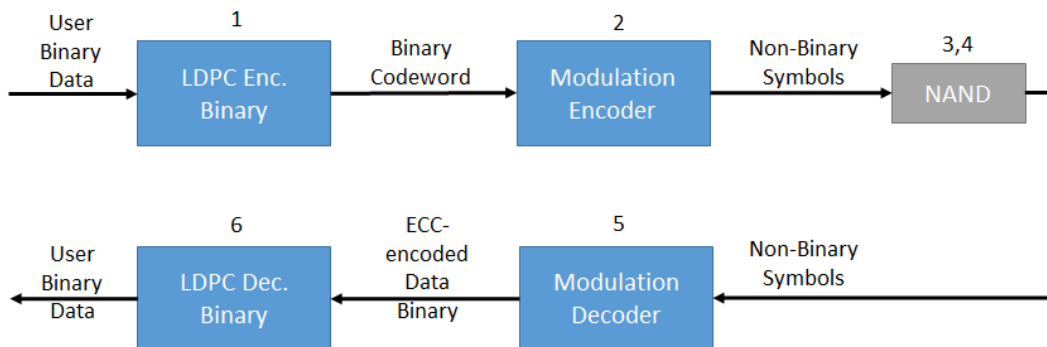 1
2
3,4
User
Binary
Data
LDPC Enc.
Binary
Binary
Codeword
Modulation
Encoder
Non-Binary
Symbols
NAND
6
5
User
Binary
Data
LDPC Dec.
Binary
ECC-
encoded
Data
Binary
Modulation
Decoder
Non-Binary
Symbols